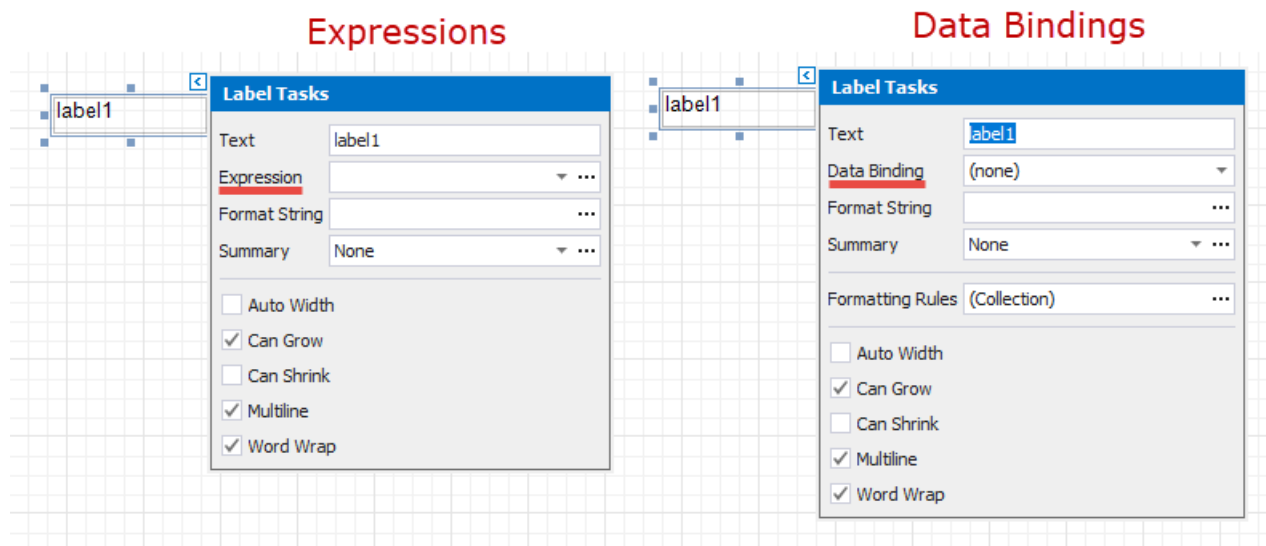 Expressions
label1
Label Tasks
Text label1
Expression
Format String
Summary None
Auto Width
Can Grow
Can Shrink
Multiline
Word Wrap
Data Bindings
label1
Label Tasks
Text label1
Data Binding (none)
Format String
Summary None
Formatting Rules (Collection)
Auto Width
Can Grow
Can Shrink
Multiline
Word Wrap